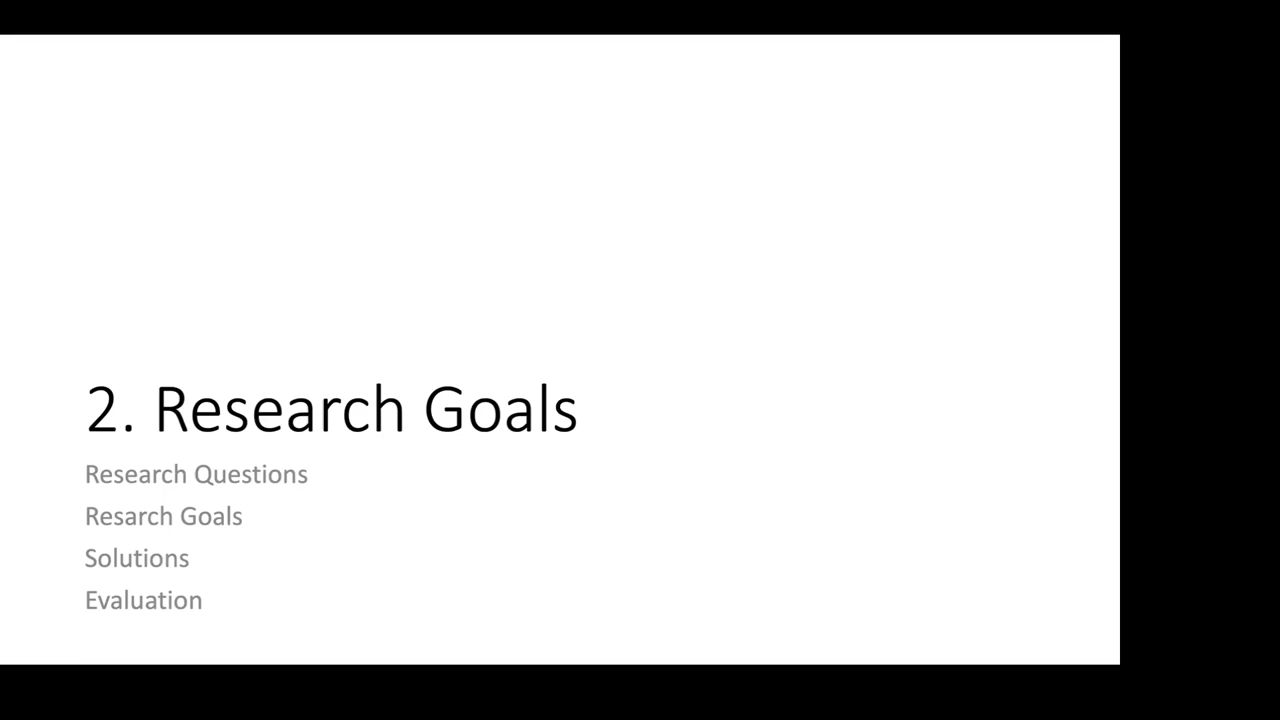 2. Research Goals
Research Questions
Resarch Goals
Solutions
Evaluation